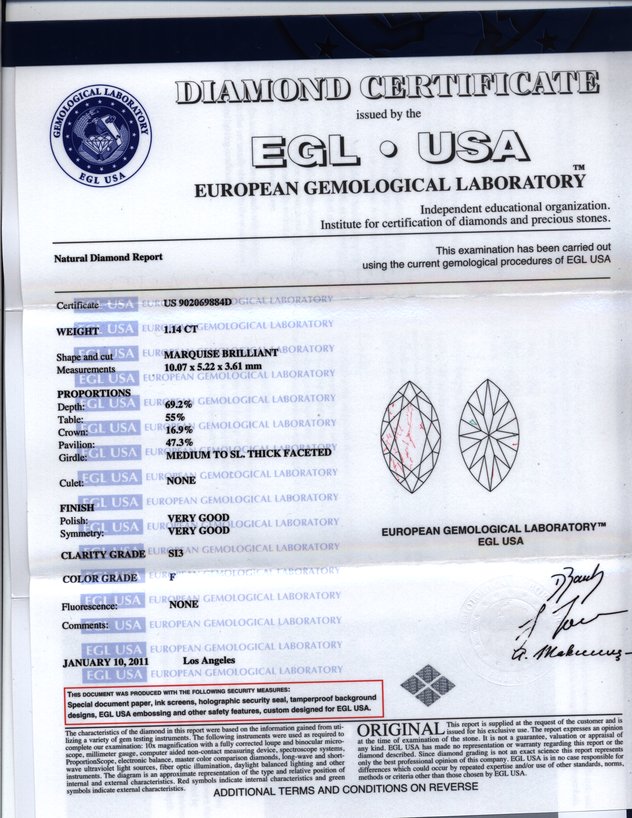 GEMOLOGICAL LABORATORY
EGL USA
DIAMOND CERTIFICATE
issued by the
EGL • USA
EUROPEAN GEMOLOGICAL LABORATORY™
Independent educational organization.
Institute for certification of diamonds and precious stones.
Natural Diamond Report
This examination has been carried out
using the current gemological procedures of EGL USA
Certificate US 902069884D
WEIGHT 1.14 CT
Shape and cut MARQUISE BRILLIANT
Measurements 10.07 x 5.22 x 3.61 mm
PROPORTIONS
Depth: 69.2%
Table: 55%
Crown: 16.9%
Pavilion: 47.3%
Girdle: MEDIUM TO SL. THICK FACETED
Culet: NONE
FINISH
Polish: VERY GOOD
Symmetry: VERY GOOD
CLARITY GRADE SI3
COLOR GRADE F
Fluorescence: NONE
Comments:
JANUARY 10, 2011 Los Angeles
EUROPEAN GEMOLOGICAL LABORATORY™
EGL USA
THIS DOCUMENT WAS PRODUCED WITH THE FOLLOWING SECURITY MEASURES:
Special document paper, ink screens, holographic security seal, tamperproof background
designs, EGL USA embossing and other safety features, custom designed for EGL USA.
The characteristics of the diamond in this report were based on the information gained from uti-
lizing a variety of gem testing instruments. The following instruments were used as required to
complete our examination: 10x magnification with a fully corrected loupe and binocular micro-
scope, millimeter gauge, computer aided non-contact measuring device, spectroscope systems,
ProportionScope, electronic balance, master color comparison diamonds, long-wave and short-
wave ultraviolet light sources, fiber optic illumination, daylight balanced lighting and other
instruments. The diagram is an approximate representation of the type and relative position of
internal and external characteristics. Red symbols indicate internal characteristics and green
symbols indicate external characteristics.
ORIGINAL This report is supplied at the request of the customer and is
issued for his exclusive use. The report expresses an opinion
at the time of examination of the stone. It is not a guarantee, valuation or appraisal of
any kind. EGL USA has made no representation or warranty regarding this report or the
diamond described. Since diamond grading is not an exact science this report represents
only the best professional opinion of this company. EGL USA is in no case responsible for
differences which could occur by repeated expertise and/or use of other standards, norms,
methods or criteria other than those chosen by EGL USA.
ADDITIONAL TERMS AND CONDITIONS ON REVERSE